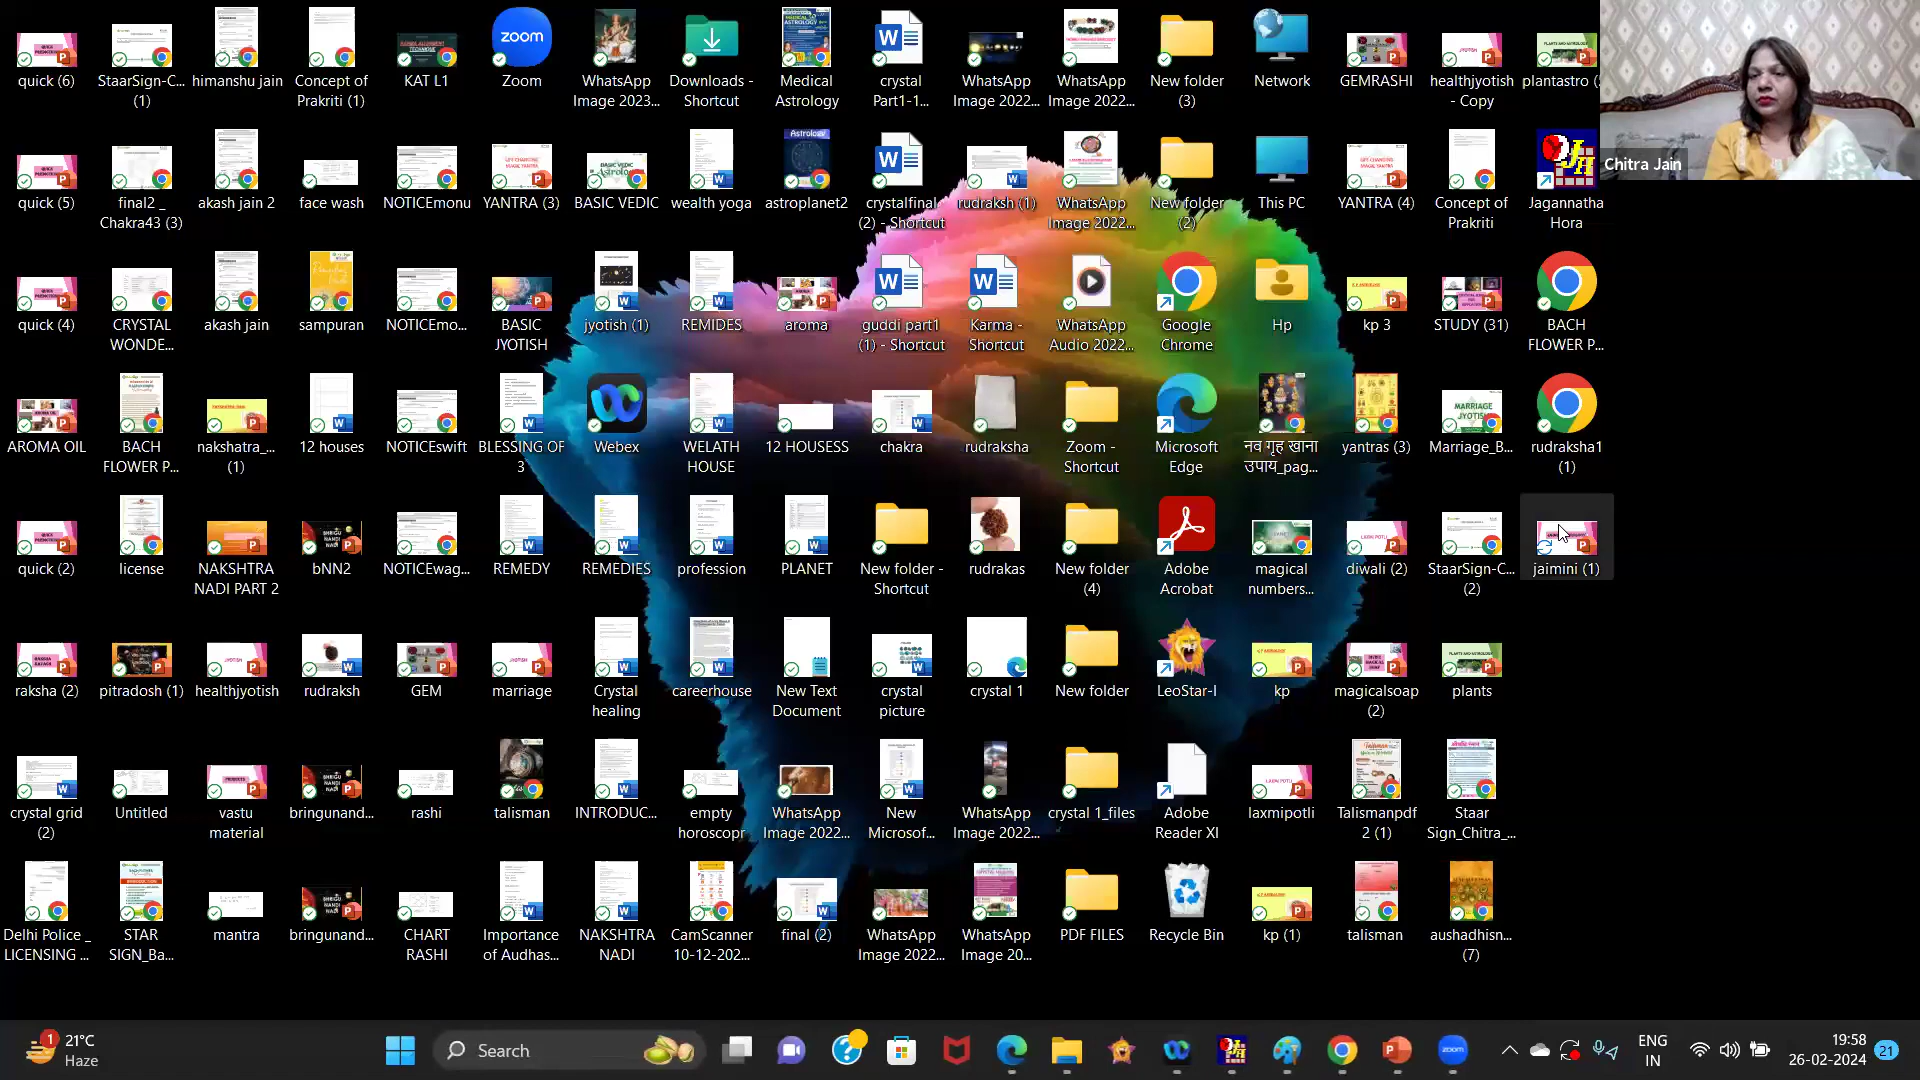 quick (6)
StaarSign-C...
(1)
himanshu jain
Concept of
Prakriti (1)
KAT L1
zoom
Zoom
WhatsApp
Image 2023...
Downloads -
Shortcut
Medical
Astrology
crystal
Part1-1...
WhatsApp
Image 2022...
WhatsApp
Image 2022...
New folder
(3)
Network
GEMRASHI
healthjyotish
- Copy
plantastro (
Chitra Jain
quick (5)
final2 _
Chakra43 (3)
akash jain 2
face wash
NOTICEmonu
YANTRA (3)
BASIC VEDIC
wealth yoga
Astrology
astroplanet2
crystalfinal
(2) - Shortcut
rudraksh (1)
WhatsApp
Image 2022...
New folder
(2)
This PC
YANTRA (4)
Concept of
Prakriti
Jagannatha
Hora
quick (4)
CRYSTAL
WONDE...
akash jain
sampuran
NOTICEmo...
BASIC
JYOTISH
jyotish (1)
REMIDES
aroma
guddi part1
(1) - Shortcut
Karma -
Shortcut
WhatsApp
Audio 2022...
Google
Chrome
Hp
kp 3
STUDY (31)
BACH
FLOWER P...
AROMA OIL
BACH
FLOWER P...
nakshatra_...
(1)
12 houses
NOTICEswift
BLESSING OF
3
Webex
WELATH
HOUSE
12 HOUSESS
chakra
rudraksha
Zoom -
Shortcut
Microsoft
Edge
नव गृह खाना
उपाय_pag...
yantras (3)
MARRIAGE
JYOTISH
Marriage_B...
rudraksha1
(1)
quick (2)
license
NAKSHTRA
NADI PART 2
bNN2
NOTICEwag...
REMEDY
REMEDIES
profession
PLANET
New folder -
Shortcut
rudrakas
New folder
(4)
Adobe
Acrobat
magical
numbers...
diwali (2)
StaarSign-C...
(2)
jaimini (1)
raksha (2)
pitradosh (1)
healthjyotish
rudraksh
GEM
marriage
Crystal
healing
careerhouse
New Text
Document
crystal
picture
crystal 1
New folder
LeoStar-I
kp
magicalsoap
(2)
plants
crystal grid
(2)
Untitled
vastu
material
bringunand...
rashi
talisman
INTRODUC...
empty
horoscopr
WhatsApp
Image 2022...
New
Microsof...
WhatsApp
Image 2022...
crystal 1_files
Adobe
Reader XI
laxmipotli
Talismanpdf
2 (1)
Staar
Sign_Chitra_...
Delhi Police _
LICENSING ...
STAR
SIGN_Ba...
mantra
bringunand...
CHART
RASHI
Importance
of Audhas...
NAKSHTRA
NADI
CamScanner
10-12-202...
final (2)
WhatsApp
Image 2022...
WhatsApp
Image 20...
PDF FILES
Recycle Bin
kp (1)
talisman
aushadhisn...
(7)
1
21°C
Haze
Search
zoom
ENG
IN
19:58
26-02-2024
21